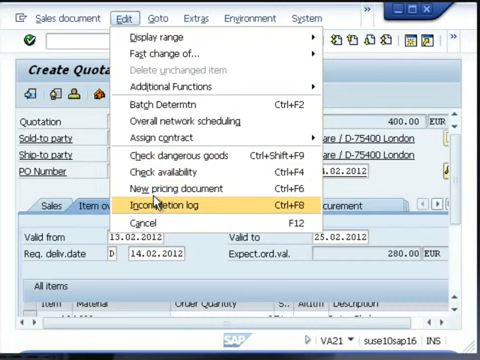 Sales document Edit Goto Extras Environment System
Display range
Fast change of...
Delete unchanged item
Create Quota
Additional Functions
Batch Determtn Ctrl+F2
Quotation
Overall network scheduling
400.00 EUR
Sold-to party
Assign contract
are / D-75400 London
Ship-to party
Check dangerous goods Ctrl+Shift+F9
are / D-75400 London
PO Number
Check availability Ctrl+F4
.02.2012
New pricing document Ctrl+F6
Sales Item ov
Incompletion log Ctrl+F8
curement
Cancel F12
Valid from 13.02.2012 Valid to 25.02.2012
Req. deliv.date D 14.02.2012 Expect.ord.val. 280.00 EUR
All items
Item Material Order Quantity S. AltItm Description
SAP VA21 suse10sap16 INS